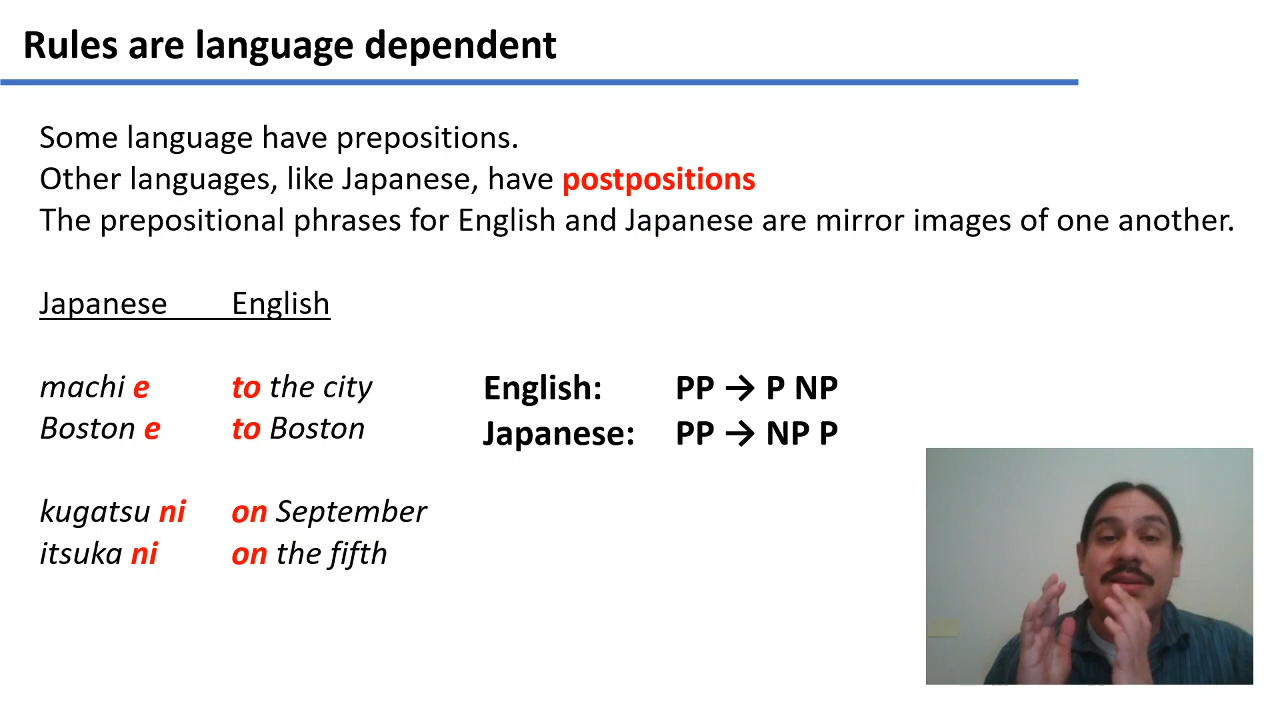 Rules are language dependent
Some language have prepositions.
Other languages, like Japanese, have postpositions
The prepositional phrases for English and Japanese are mirror images of one another.
Japanese English
machi e to the city
Boston e to Boston
kugatsu ni on September
itsuka ni on the fifth
English: PP → P NP
Japanese: PP → NP P